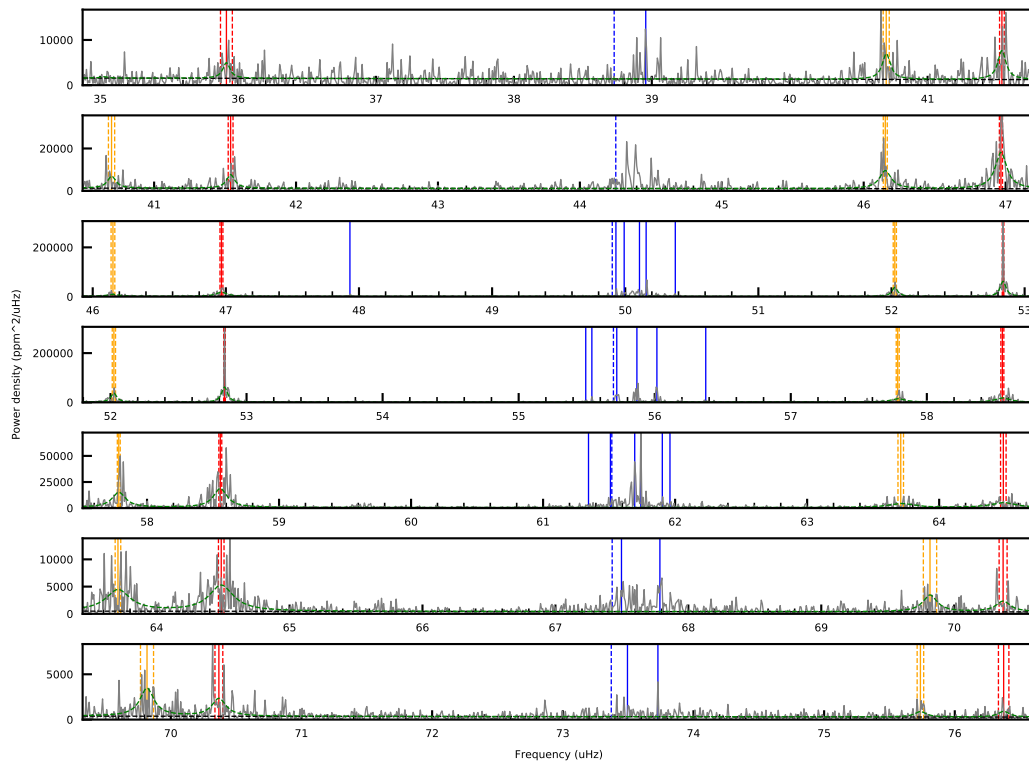 10000
0
35 36 37 38 39 40 41
20000
0
41 42 43 44 45 46 47
200000
0
46 47 48 49 50 51 52 53
200000
0
52 53 54 55 56 57 58
50000
25000
0
58 59 60 61 62 63 64
10000
5000
0
64 65 66 67 68 69 70
5000
0
70 71 72 73 74 75 76
Power density (ppm^2/uHz)
Frequency (uHz)